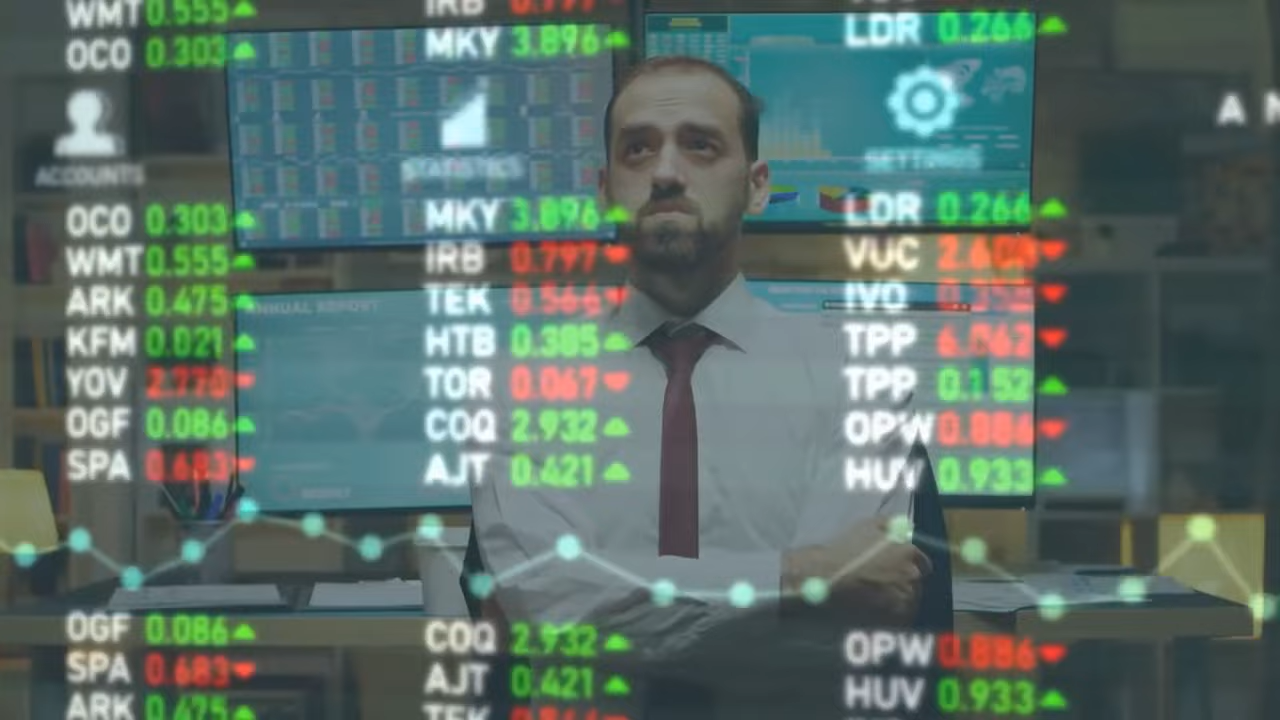 WMT 0.555
OCO 0.303
ACCOUNTS
OCO 0.303
WMT 0.555
ARK 0.475
KFM 0.021
YOV 2.770
OGF 0.086
SPA 0.683
OGF 0.086
SPA 0.683
ARK 0.475
IRB 0.797
MKY 3.896
STATISTICS
MKY 3.896
IRB 0.797
TEK 0.566
HTB 0.385
TOR 0.067
COQ 2.932
AJT 0.421
COQ 2.932
AJT 0.421
TEK
LDR 0.266
SETTINGS
LDR 0.266
VUC
IVO
TPP 6.062
TPP 0.152
OPW 0.886
HUV 0.933
OPW 0.886
HUV 0.933
A N
ANNUAL REPORT